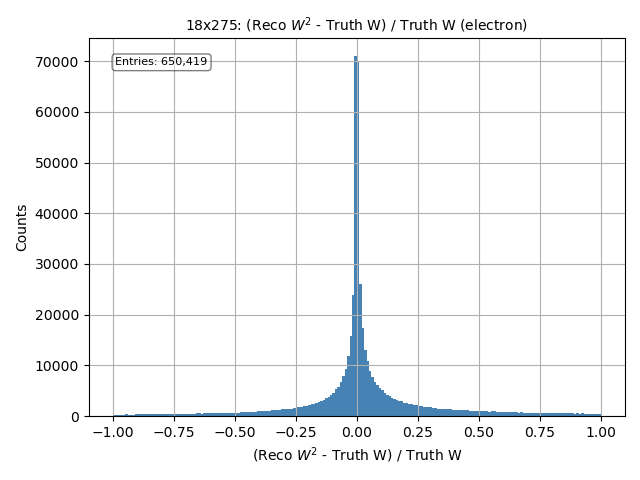 18x275: (Reco W² - Truth W) / Truth W (electron)
Entries: 650,419
Counts
70000
60000
50000
40000
30000
20000
10000
0
−1.00 −0.75 −0.50 −0.25 0.00 0.25 0.50 0.75 1.00
(Reco W² - Truth W) / Truth W